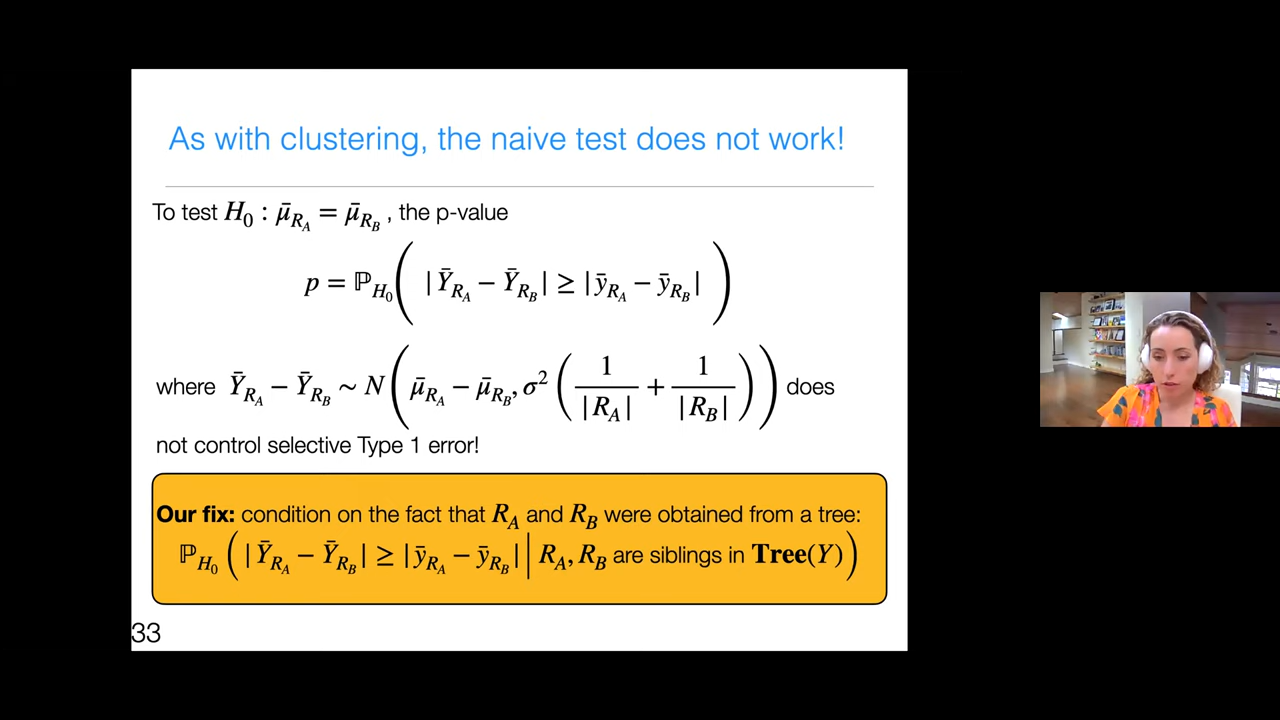 As with clustering, the naive test does not work!
To test H₀ : μ̄_{R_A} = μ̄_{R_B} , the p-value
p = ℙ_{H₀}( |Ȳ_{R_A} − Ȳ_{R_B}| ≥ |ȳ_{R_A} − ȳ_{R_B}| )
where Ȳ_{R_A} − Ȳ_{R_B} ∼ N( μ̄_{R_A} − μ̄_{R_B}, σ²( 1/|R_A| + 1/|R_B| ) ) does
not control selective Type 1 error!
Our fix: condition on the fact that R_A and R_B were obtained from a tree:
ℙ_{H₀}( |Ȳ_{R_A} − Ȳ_{R_B}| ≥ |ȳ_{R_A} − ȳ_{R_B}| | R_A, R_B are siblings in Tree(Y) )
33